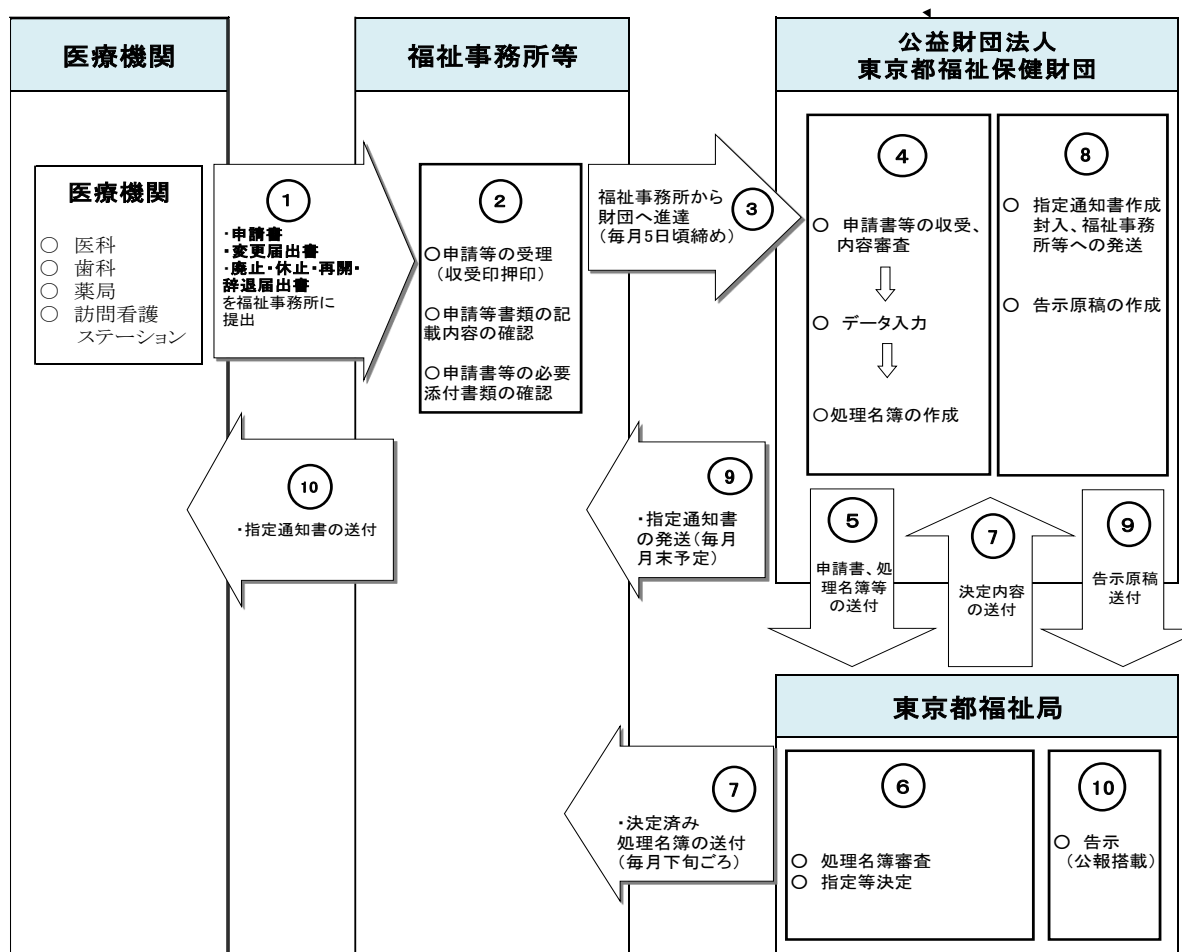 医療機関
福祉事務所等
公益財団法人
東京都福祉保健財団
医療機関
○ 医科
○ 歯科
○ 薬局
○ 訪問看護
ステーション
1
・申請書
・変更届出書
・廃止・休止・再開・
辞退届出書
を福祉事務所に
提出
2
○申請等の受理
(収受印押印)
○申請等書類の記
載内容の確認
○申請書等の必要
添付書類の確認
福祉事務所から
財団へ進達
(毎月5日頃締め)
3
4
○ 申請書等の収受、
内容審査
○ データ入力
○処理名簿の作成
8
○ 指定通知書作成
封入、福祉事務
所等への発送
○ 告示原稿の作成
10
・指定通知書の送付
9
・指定通知書
の発送(毎月
月末予定)
5
申請書、処
理名簿等
の送付
7
決定内容
の送付
9
告示原稿
送付
東京都福祉局
7
・決定済み
処理名簿の送付
(毎月下旬ごろ)
6
○ 処理名簿審査
○ 指定等決定
10
○ 告示
(公報搭載)